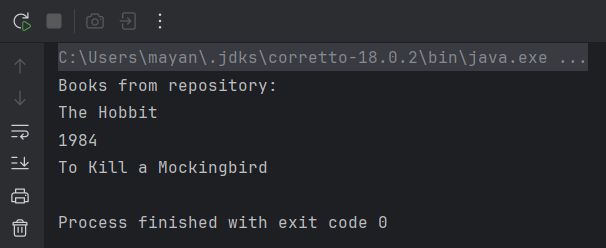 C:\Users\mayan\.jdks\corretto-18.0.2\bin\java.exe ...
Books from repository:
The Hobbit
1984
To Kill a Mockingbird
Process finished with exit code 0